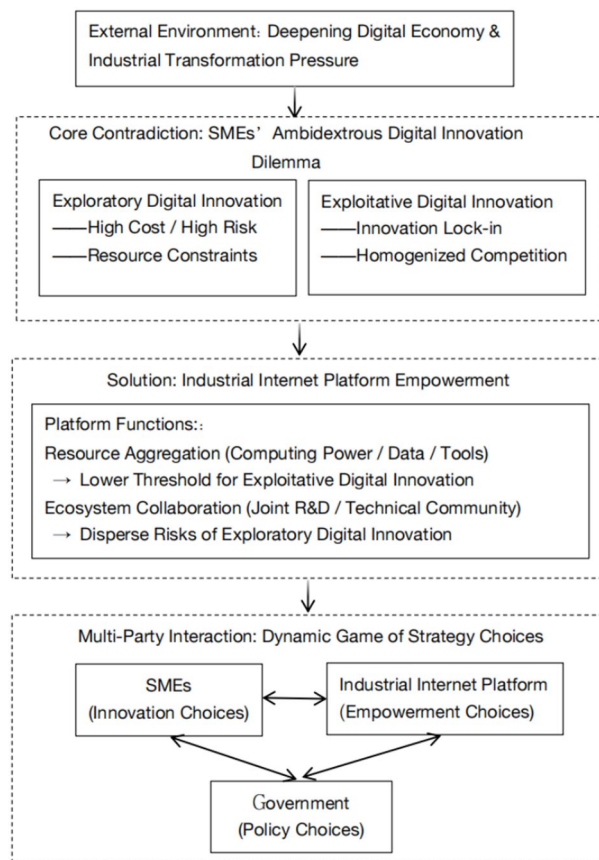 External Environment: Deepening Digital Economy &
Industrial Transformation Pressure
Core Contradiction: SMEs’ Ambidextrous Digital Innovation
Dilemma
Exploratory Digital Innovation
——High Cost / High Risk
——Resource Constraints
Exploitative Digital Innovation
——Innovation Lock-in
——Homogenized Competition
Solution: Industrial Internet Platform Empowerment
Platform Functions::
Resource Aggregation (Computing Power / Data / Tools)
→ Lower Threshold for Exploitative Digital Innovation
Ecosystem Collaboration (Joint R&D / Technical Community)
→ Disperse Risks of Exploratory Digital Innovation
Multi-Party Interaction: Dynamic Game of Strategy Choices
SMEs
(Innovation Choices)
Industrial Internet Platform
(Empowerment Choices)
Government
(Policy Choices)